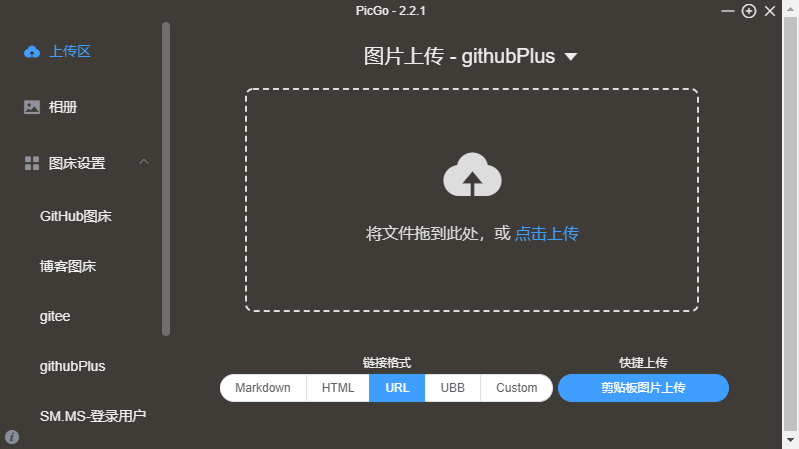 PicGo - 2.2.1
上传区
相册
图床设置
GitHub图床
博客图床
gitee
githubPlus
SM.MS-登录用户
图片上传 - githubPlus
将文件拖到此处，或 点击上传
链接格式
Markdown HTML URL UBB Custom
快捷上传
剪贴板图片上传